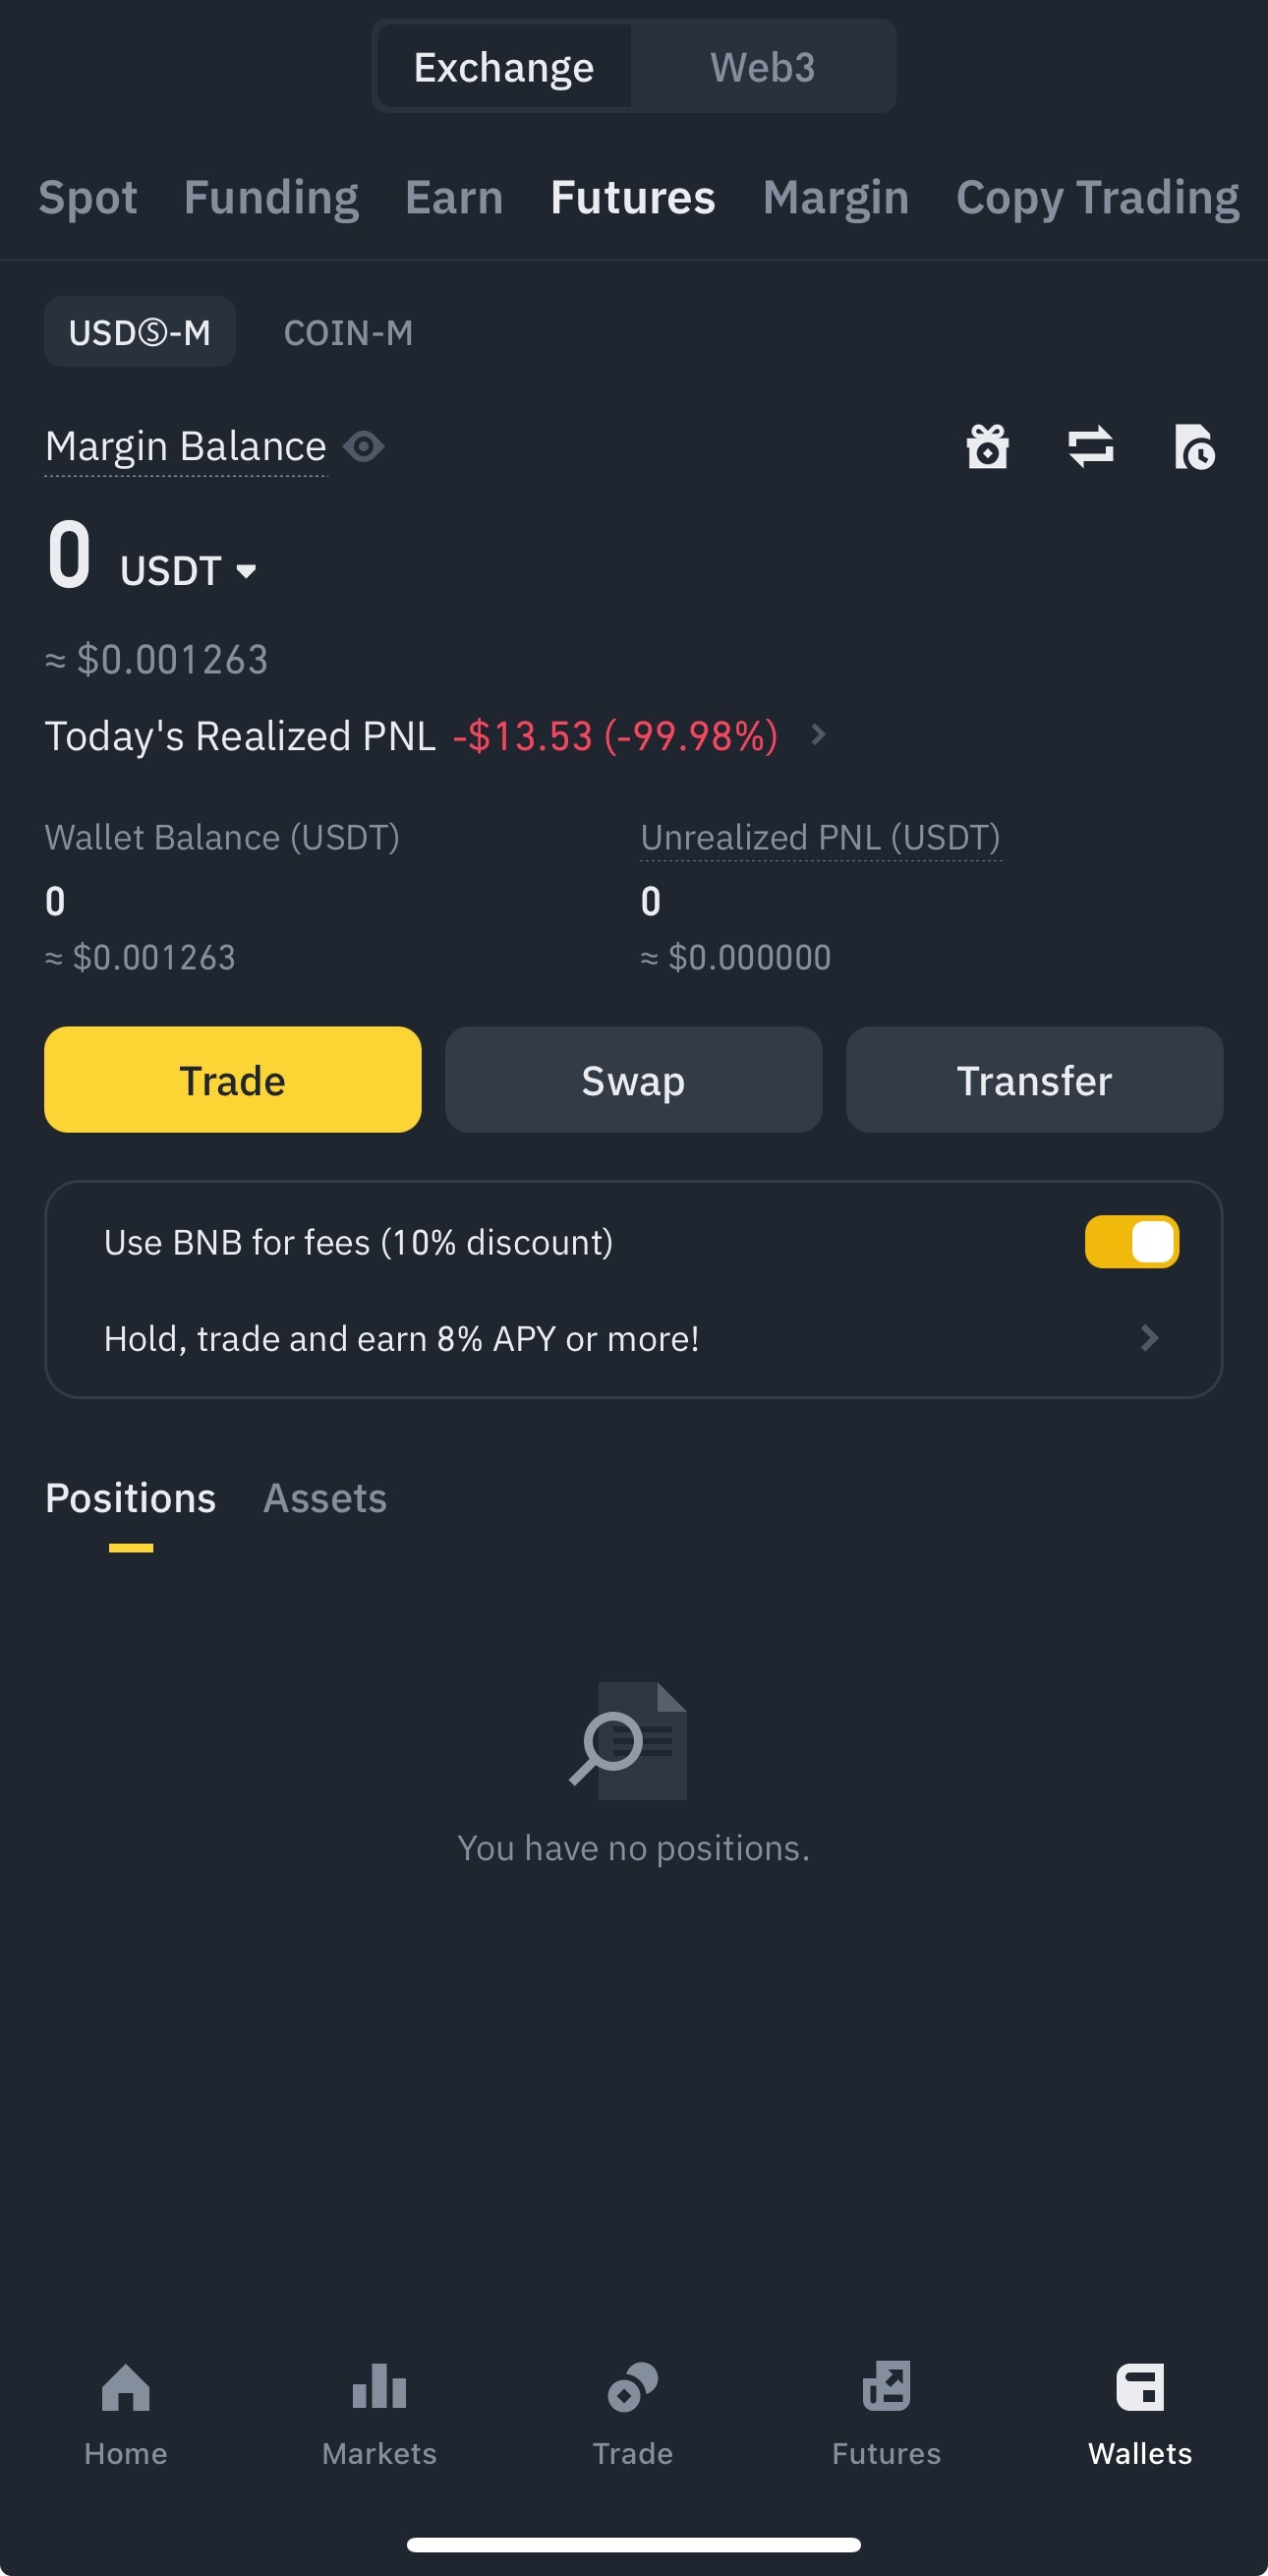 Exchange Web3
Spot Funding Earn Futures Margin Copy Trading
USDⓈ-M COIN-M
Margin Balance
0 USDT
≈ $0.001263
Today's Realized PNL -$13.53 (-99.98%)
Wallet Balance (USDT) Unrealized PNL (USDT)
0 0
≈ $0.001263 ≈ $0.000000
Trade Swap Transfer
Use BNB for fees (10% discount)
Hold, trade and earn 8% APY or more!
Positions Assets
You have no positions.
Home Markets Trade Futures Wallets